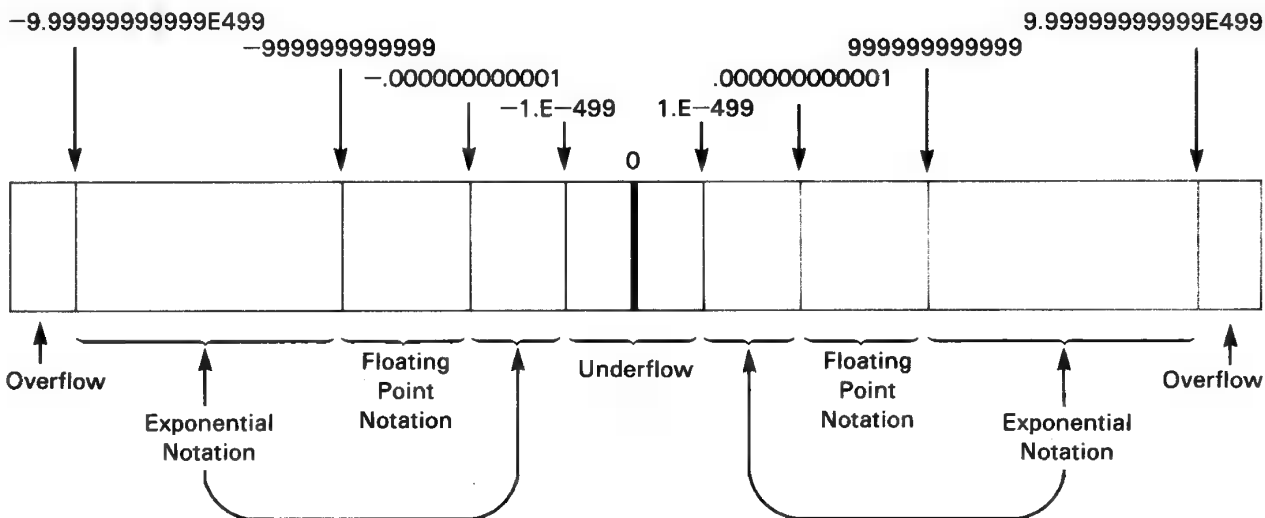 −9.99999999999E499 9.99999999999E499
−999999999999 999999999999
−.000000000001 .000000000001
−1.E−499 1.E−499
0
Overflow
Exponential
Notation
Floating
Point
Notation
Underflow
Floating
Point
Notation
Exponential
Notation
Overflow